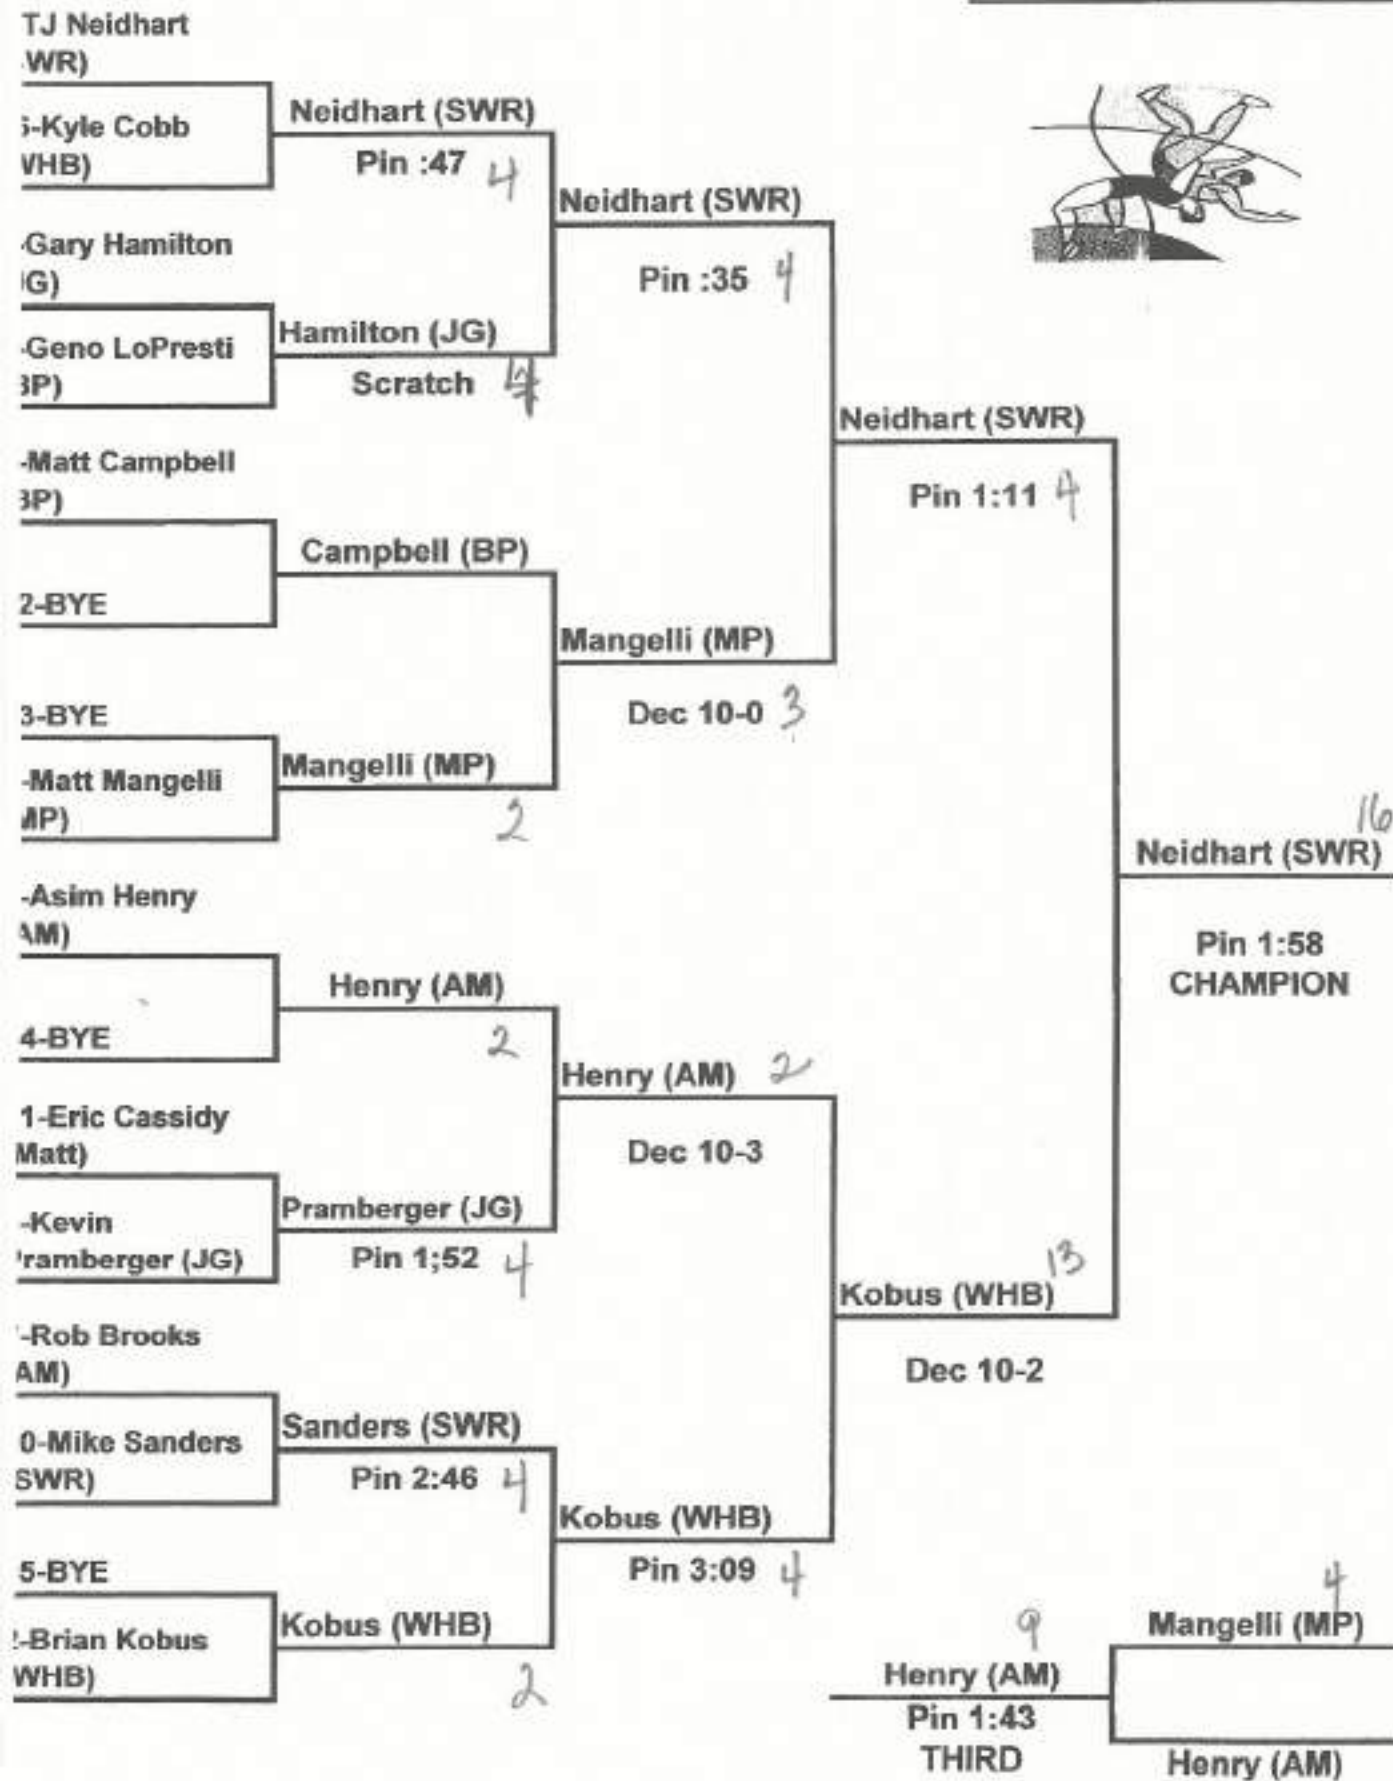 TJ Neidhart
WR)
-Kyle Cobb
WHB)
-Gary Hamilton
G)
-Geno LoPresti
BP)
-Matt Campbell
BP)
2-BYE
3-BYE
-Matt Mangelli
MP)
-Asim Henry
AM)
4-BYE
1-Eric Cassidy
Matt)
-Kevin
Pramberger (JG)
-Rob Brooks
AM)
0-Mike Sanders
SWR)
5-BYE
-Brian Kobus
WHB)
Neidhart (SWR)
Pin :47 4
Hamilton (JG)
Scratch
Campbell (BP)
Mangelli (MP)
2
Henry (AM)
2
Pramberger (JG)
Pin 1;52 4
Sanders (SWR)
Pin 2:46 4
Kobus (WHB)
2
Neidhart (SWR)
Pin :35 4
Mangelli (MP)
Dec 10-0 3
Henry (AM) 2
Dec 10-3
Kobus (WHB)
Pin 3:09 4
Neidhart (SWR)
Pin 1:11 4
13
Kobus (WHB)
Dec 10-2
16
Neidhart (SWR)
Pin 1:58
CHAMPION
4
Mangelli (MP)
9
Henry (AM)
Pin 1:43
THIRD
Henry (AM)